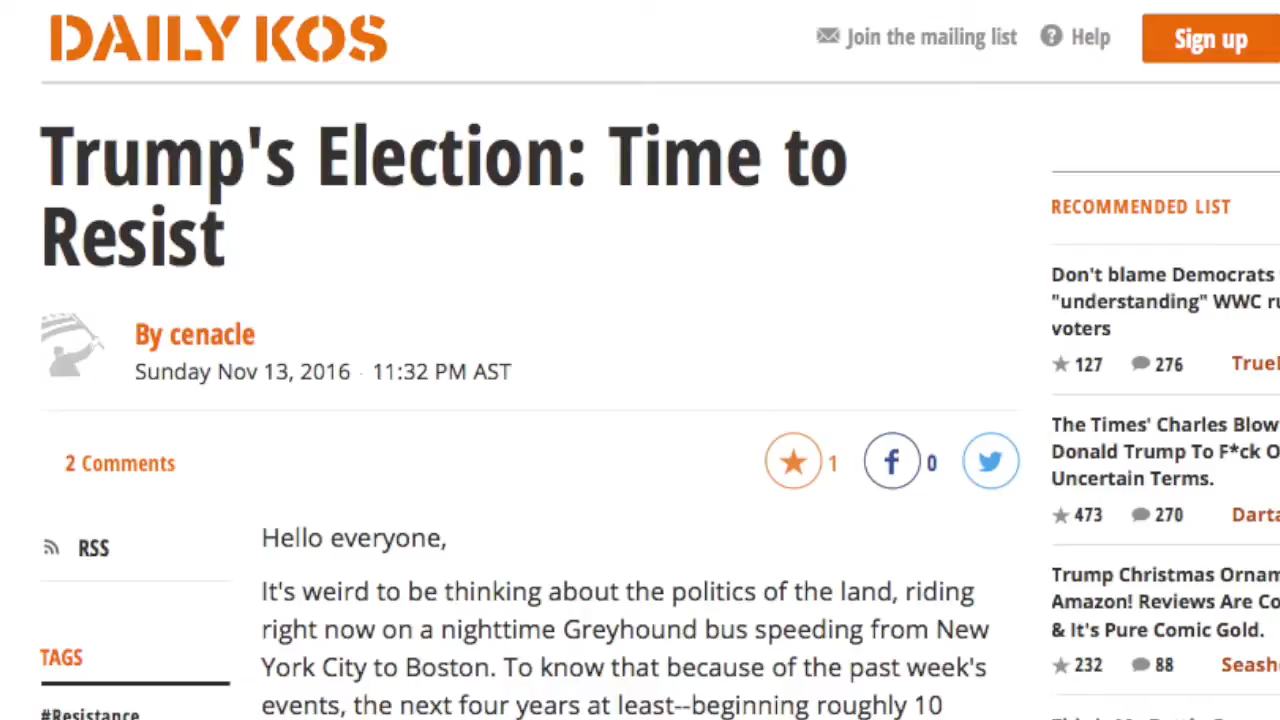 DAILY KOS
Join the mailing list
Help
Sign up
Trump's Election: Time to
Resist
By cenacle
Sunday Nov 13, 2016 · 11:32 PM AST
2 Comments
1
0
RSS
TAGS
#Resistance
Hello everyone,
It's weird to be thinking about the politics of the land, riding
right now on a nighttime Greyhound bus speeding from New
York City to Boston. To know that because of the past week's
events, the next four years at least--beginning roughly 10
RECOMMENDED LIST
Don't blame Democrats
"understanding" WWC
voters
127 276
The Times' Charles Blow
Donald Trump To F*ck
Uncertain Terms.
473 270
Trump Christmas
Amazon! Reviews Are
& It's Pure Comic Gold.
232 88